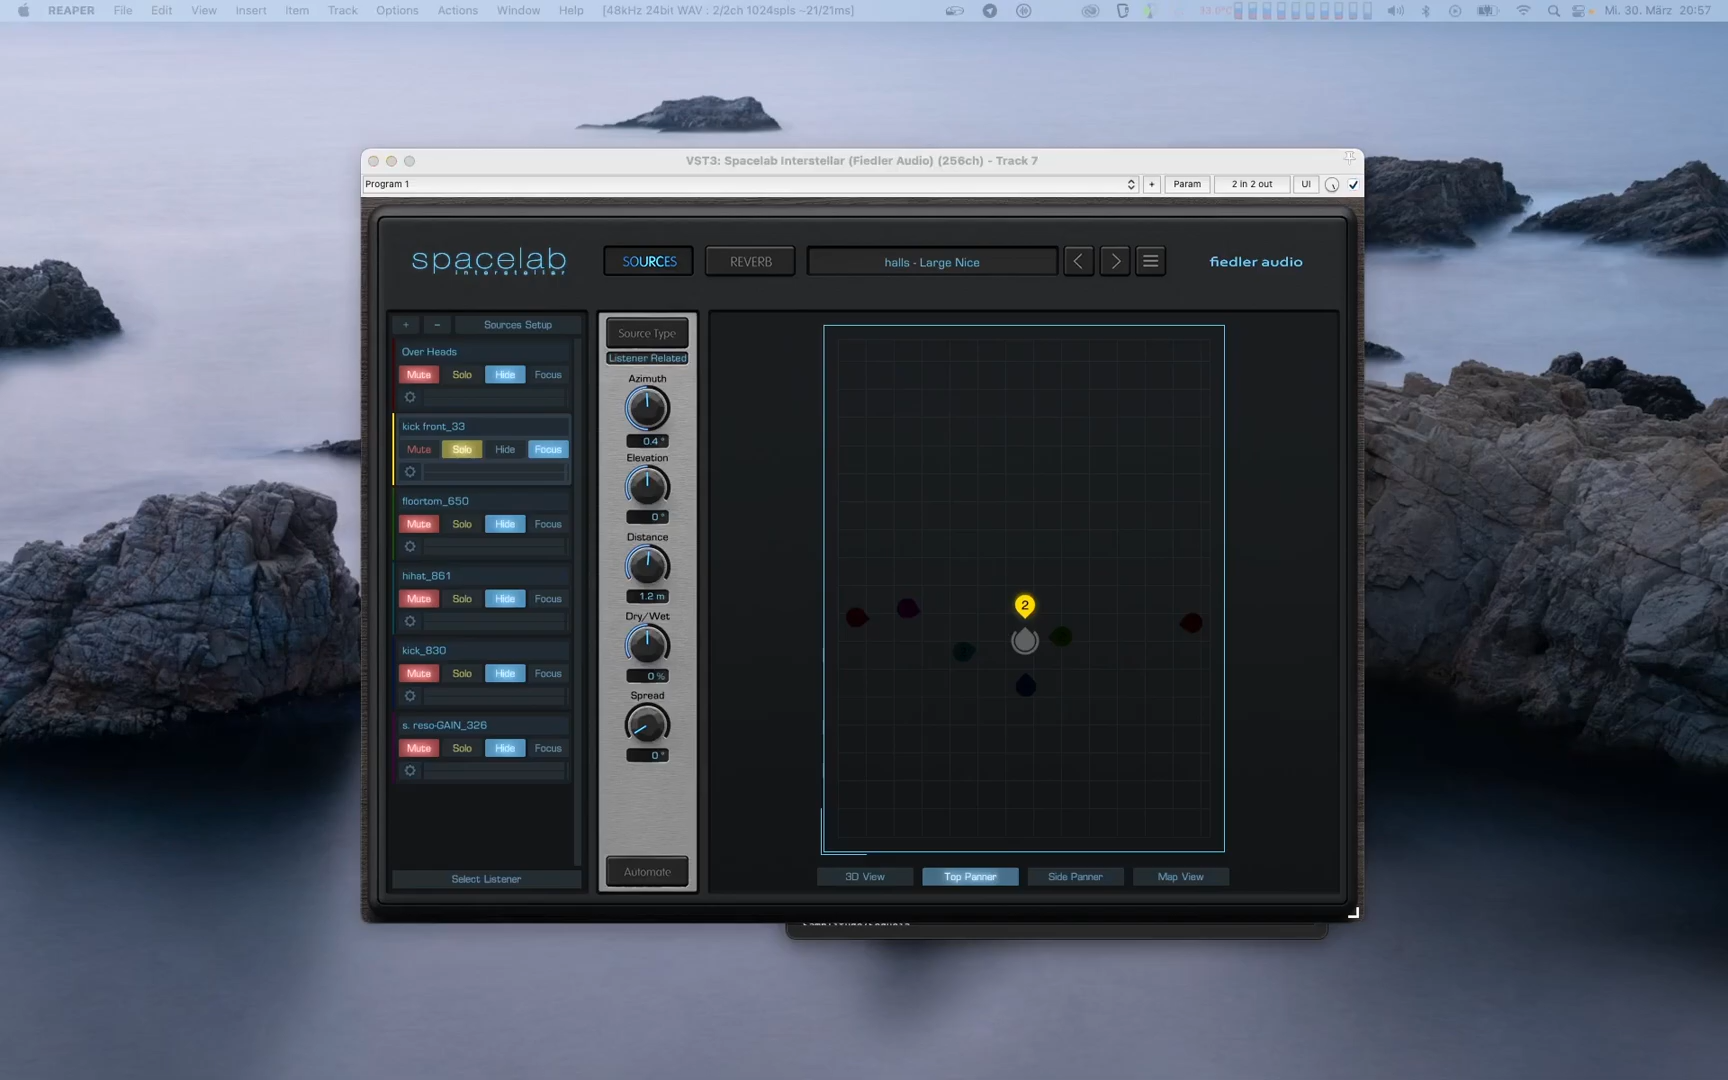 REAPER File Edit View Insert Item Track Options Actions Window Help [48kHz 24bit WAV : 2/2ch 1024spls ~21/21ms] Mi. 30. März 20:57
VST3: Spacelab Interstellar (Fiedler Audio) (256ch) - Track 7
Program 1 + Param 2 in 2 out UI
spacelab
interstellar
SOURCES REVERB halls - Large Nice fiedler audio
+ - Sources Setup
Over Heads
Mute Solo Hide Focus
kick front_33
Mute Solo Hide Focus
floortom_650
Mute Solo Hide Focus
hihat_861
Mute Solo Hide Focus
kick_830
Mute Solo Hide Focus
s. reso-GAIN_326
Mute Solo Hide Focus
Select Listener
Source Type
Listener Related
Azimuth
0.4 °
Elevation
0 °
Distance
1.2 m
Dry/Wet
0 %
Spread
0 °
Automate
2
3D View Top Panner Side Panner Map View